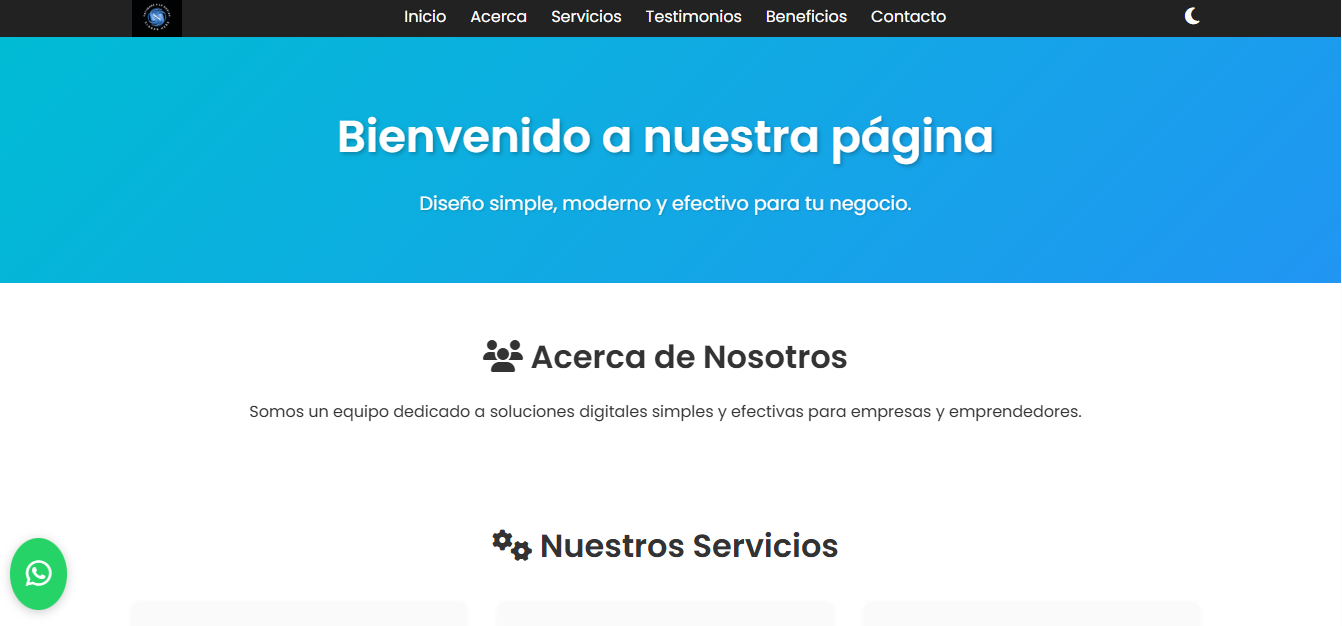 Inicio Acerca Servicios Testimonios Beneficios Contacto
Bienvenido a nuestra página
Diseño simple, moderno y efectivo para tu negocio.
Acerca de Nosotros
Somos un equipo dedicado a soluciones digitales simples y efectivas para empresas y emprendedores.
Nuestros Servicios